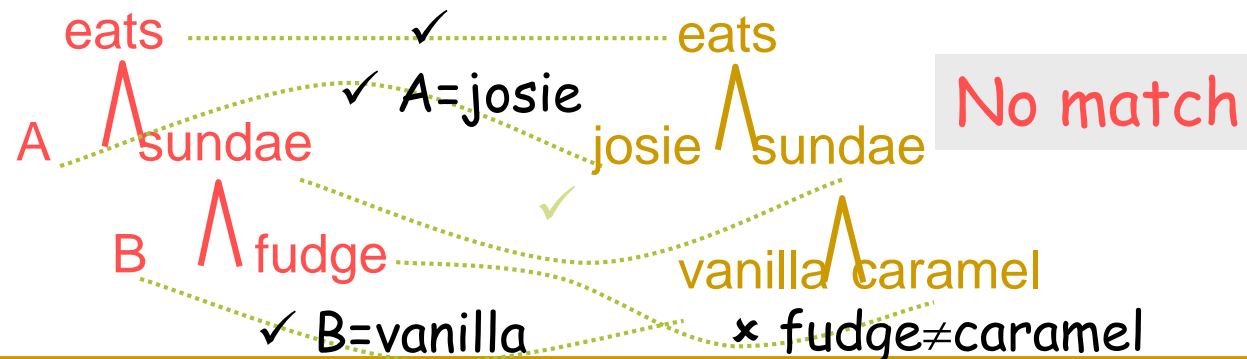 eats ✓ eats
✓ A=josie
No match
A sundae josie sundae
✓
B fudge vanilla caramel
✓ B=vanilla ✗ fudge≠caramel